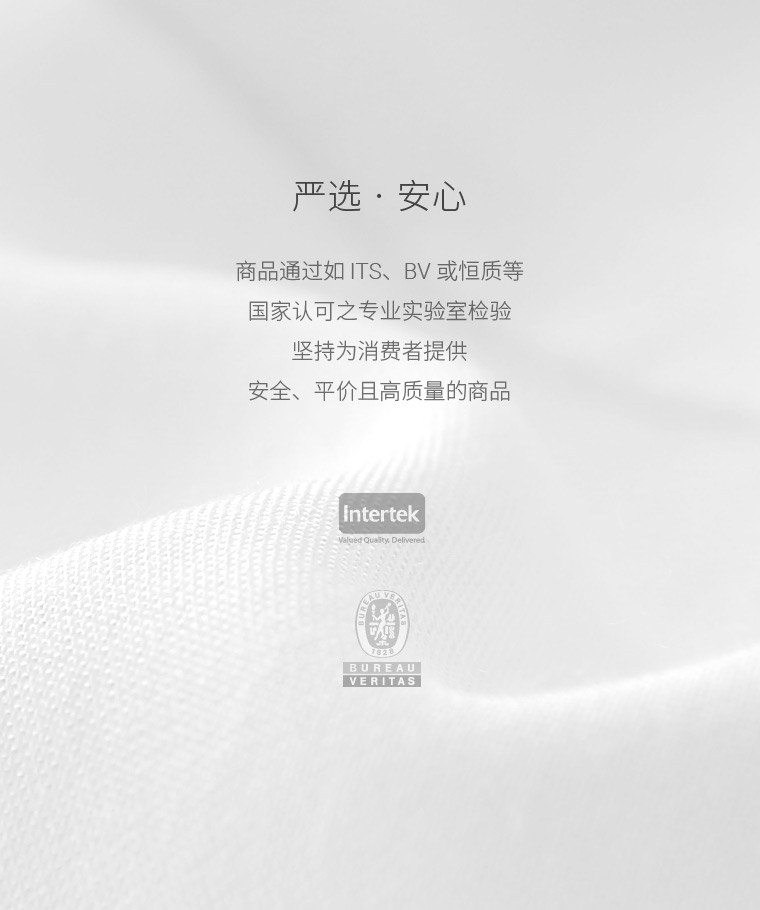 严选 · 安心
商品通过如 ITS、BV 或恒质等
国家认可之专业实验室检验
坚持为消费者提供
安全、平价且高质量的商品
Intertek
Valued Quality. Delivered.
BUREAU VERITAS
1828
BUREAU
VERITAS